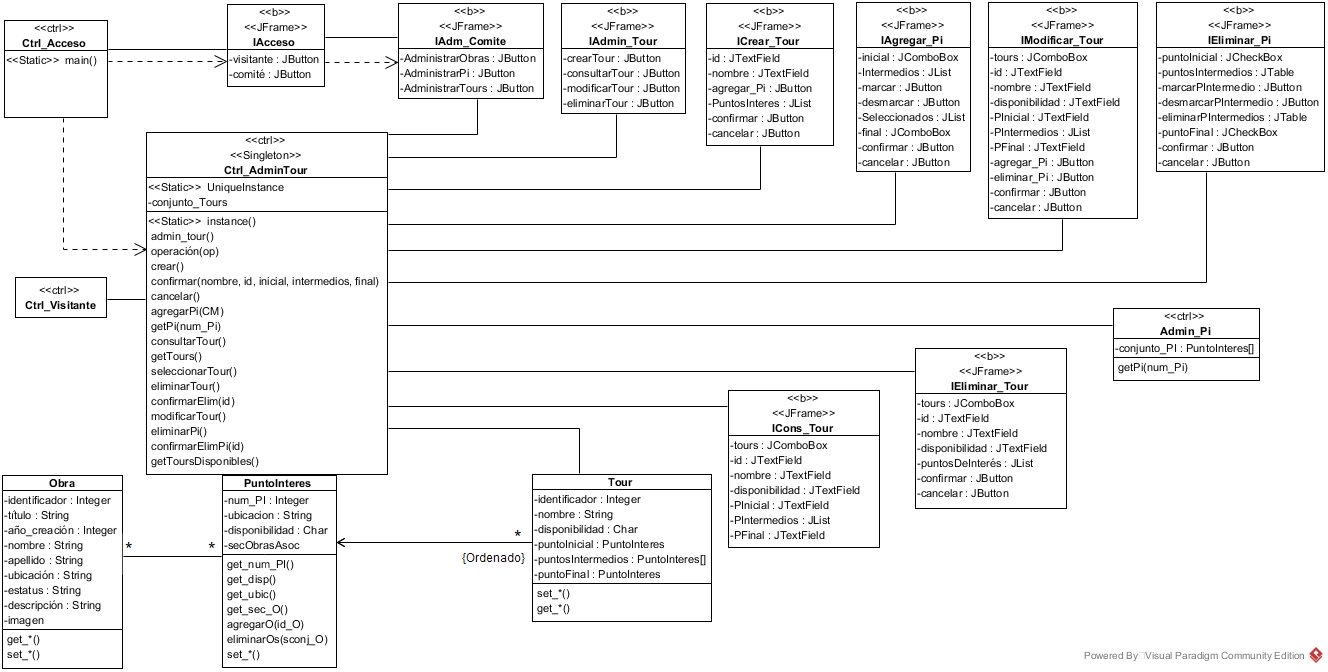 <<ctrl>>
Ctrl_Acceso
<<Static>> main()
<<b>>
<<JFrame>>
IAcceso
-visitante : JButton
-comité : JButton
<<b>>
<<JFrame>>
IAdm_Comite
-AdministrarObras : JButton
-AdministrarPi : JButton
-AdministrarTours : JButton
<<b>>
<<JFrame>>
IAdmin_Tour
-crearTour : JButton
-consultarTour : JButton
-modificarTour : JButton
-eliminarTour : JButton
<<b>>
<<JFrame>>
ICrear_Tour
-id : JTextField
-nombre : JTextField
-agregar_Pi : JButton
-PuntosInteres : JList
-confirmar : JButton
-cancelar : JButton
<<b>>
<<JFrame>>
IAgregar_Pi
-inicial : JComboBox
-Intermedios : JList
-marcar : JButton
-desmarcar : JButton
-Seleccionados : JList
-final : JComboBox
-confirmar : JButton
-cancelar : JButton
<<b>>
<<JFrame>>
IModificar_Tour
-tours : JComboBox
-id : JTextField
-nombre : JTextField
-disponibilidad : JTextField
-PInicial : JTextField
-PIntermedios : JList
-PFinal : JTextField
-agregar_Pi : JButton
-eliminar_Pi : JButton
-confirmar : JButton
-cancelar : JButton
<<b>>
<<JFrame>>
IEliminar_Pi
-puntoInicial : JCheckBox
-puntosIntermedios : JTable
-marcarPIntermedio : JButton
-desmarcarPIntermedio : JButton
-eliminarPIntermedios : JTable
-puntoFinal : JCheckBox
-confirmar : JButton
-cancelar : JButton
<<ctrl>>
<<Singleton>>
Ctrl_AdminTour
<<Static>> UniqueInstance
-conjunto_Tours
<<Static>> instance()
admin_tour()
operación(op)
crear()
confirmar(nombre, id, inicial, intermedios, final)
cancelar()
agregarPi(CM)
getPi(num_Pi)
consultarTour()
getTours()
seleccionarTour()
eliminarTour()
confirmarElim(id)
modificarTour()
eliminarPi()
confirmarElimPi(id)
getToursDisponibles()
<<ctrl>>
Ctrl_Visitante
<<ctrl>>
Admin_Pi
-conjunto_PI : PuntoInteres[]
getPi(num_Pi)
<<b>>
<<JFrame>>
IEliminar_Tour
-tours : JComboBox
-id : JTextField
-nombre : JTextField
-disponibilidad : JTextField
-puntosDeInterés : JList
-confirmar : JButton
-cancelar : JButton
<<b>>
<<JFrame>>
ICons_Tour
-tours : JComboBox
-id : JTextField
-nombre : JTextField
-disponibilidad : JTextField
-PInicial : JTextField
-PIntermedios : JList
-PFinal : JTextField
Obra
-identificador : Integer
-título : String
-año_creación : Integer
-nombre : String
-apellido : String
-ubicación : String
-estatus : String
-descripción : String
-imagen
get_*()
set_*()
*
*
PuntoInteres
-num_PI : Integer
-ubicacion : String
-disponibilidad : Char
-secObrasAsoc
get_num_PI()
get_disp()
get_ubic()
get_sec_O()
agregarO(id_O)
eliminarOs(sconj_O)
set_*()
*
{Ordenado}
Tour
-identificador : Integer
-nombre : String
-disponibilidad : Char
-puntoInicial : PuntoInteres
-puntosIntermedios : PuntoInteres[]
-puntoFinal : PuntoInteres
set_*()
get_*()
Powered By Visual Paradigm Community Edition